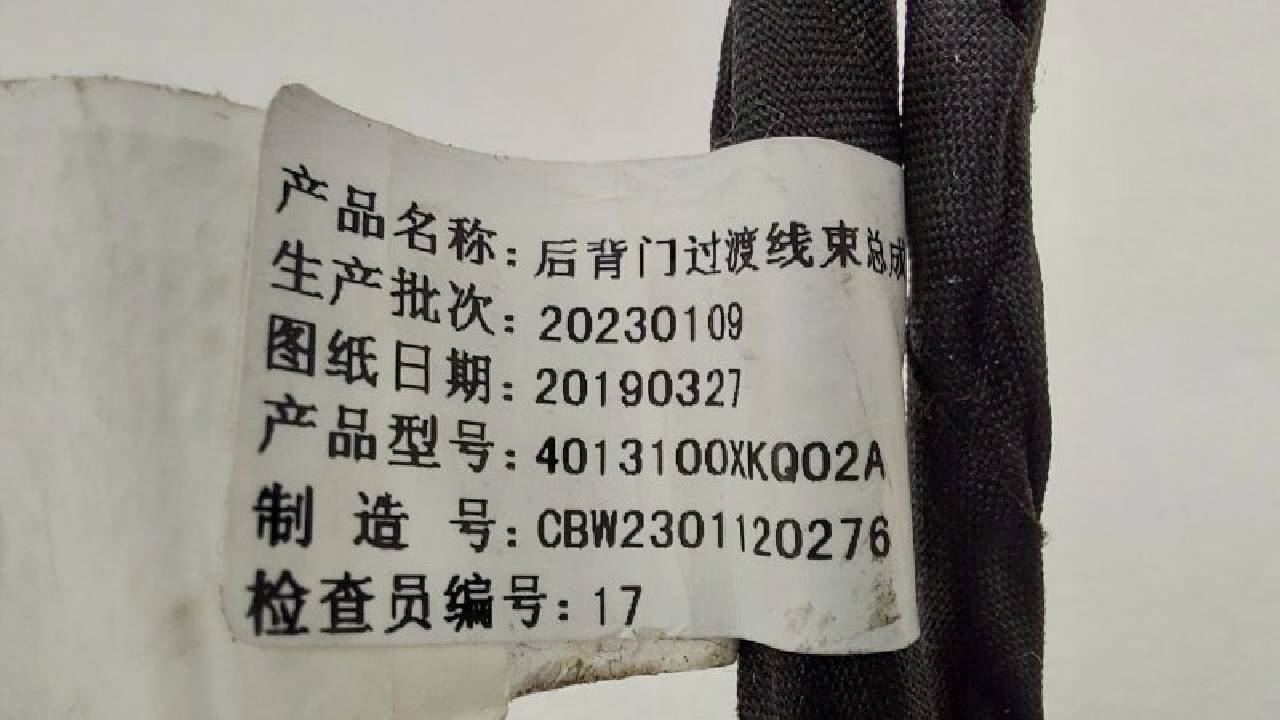 产品名称：后背门过渡线束总成
生产批次：20230109
图纸日期：20190327
产品型号：4013100XKQ02A
制造号：CBW2301120276
检查员编号：17